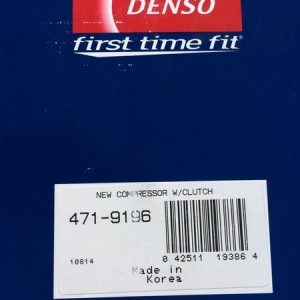 DENSO
first time fit®
NEW COMPRESSOR W/CLUTCH
471-9196
10814
0 42511 19386 4
Made in
Korea